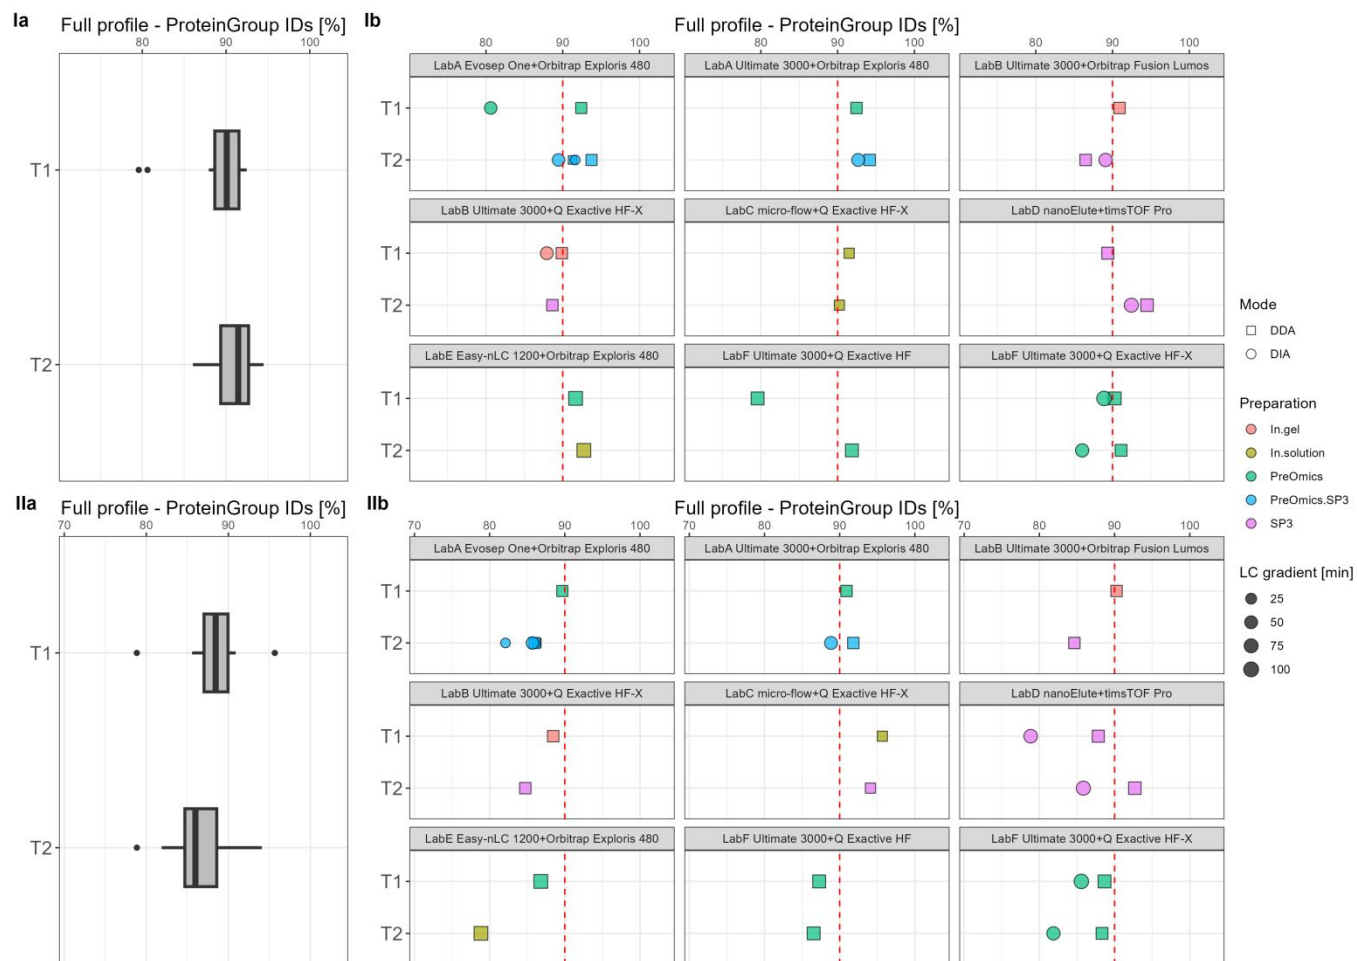 Ia
Full profile - ProteinGroup IDs [%]
80 90 100
T1
T2
Ib
Full profile - ProteinGroup IDs [%]
80 90 100 80 90 100 80 90 100
LabA Evosep One+Orbitrap Exploris 480
LabA Ultimate 3000+Orbitrap Exploris 480
LabB Ultimate 3000+Orbitrap Fusion Lumos
T1
T2
LabB Ultimate 3000+Q Exactive HF-X
LabC micro-flow+Q Exactive HF-X
LabD nanoElute+timsTOF Pro
T1
T2
LabE Easy-nLC 1200+Orbitrap Exploris 480
LabF Ultimate 3000+Q Exactive HF
LabF Ultimate 3000+Q Exactive HF-X
T1
T2
IIa
Full profile - ProteinGroup IDs [%]
70 80 90 100
T1
T2
IIb
Full profile - ProteinGroup IDs [%]
70 80 90 100 70 80 90 100 70 80 90 100
LabA Evosep One+Orbitrap Exploris 480
LabA Ultimate 3000+Orbitrap Exploris 480
LabB Ultimate 3000+Orbitrap Fusion Lumos
T1
T2
LabB Ultimate 3000+Q Exactive HF-X
LabC micro-flow+Q Exactive HF-X
LabD nanoElute+timsTOF Pro
T1
T2
LabE Easy-nLC 1200+Orbitrap Exploris 480
LabF Ultimate 3000+Q Exactive HF
LabF Ultimate 3000+Q Exactive HF-X
T1
T2
Mode
DDA
DIA
Preparation
In.gel
In.solution
PreOmics
PreOmics.SP3
SP3
LC gradient [min]
25
50
75
100